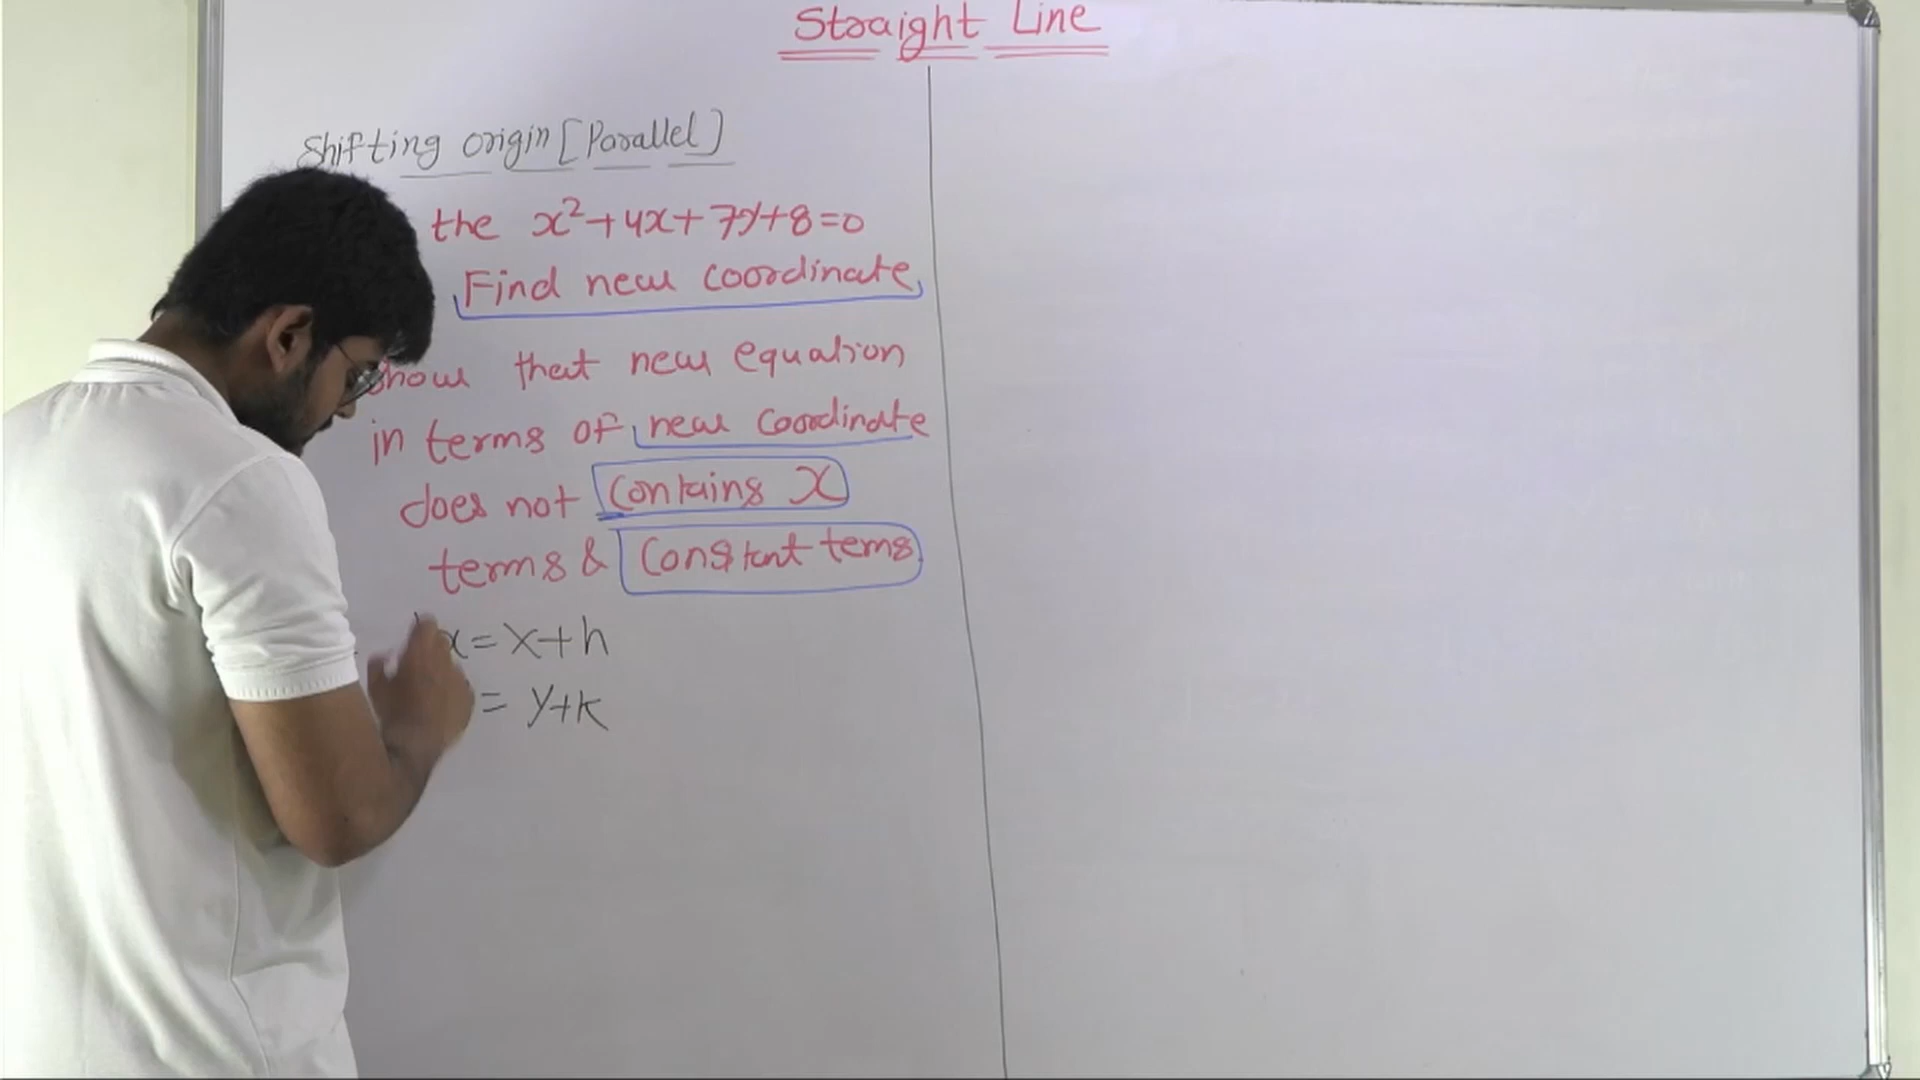 Straight Line
Shifting origin [Parallel]
the x²+4x+7y+8=0
Find new coordinate
Show that new equation
in terms of new coordinate
does not contains x
terms & constant tems
x=X+h
= Y+k